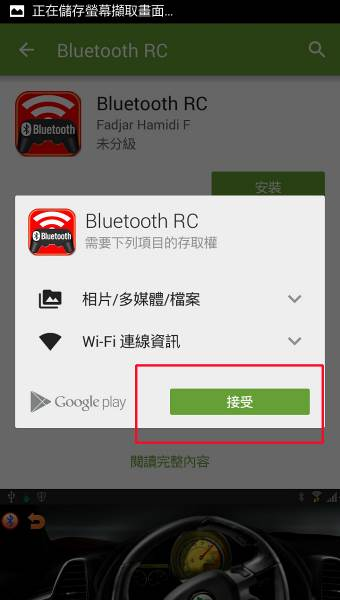 正在儲存螢幕擷取畫面...
Bluetooth RC
Bluetooth
Bluetooth RC
Fadjar Hamidi F
未分級
安裝
Bluetooth
Bluetooth RC
需要下列項目的存取權
相片/多媒體/檔案
Wi-Fi 連線資訊
Google play
接受
閱讀完整內容